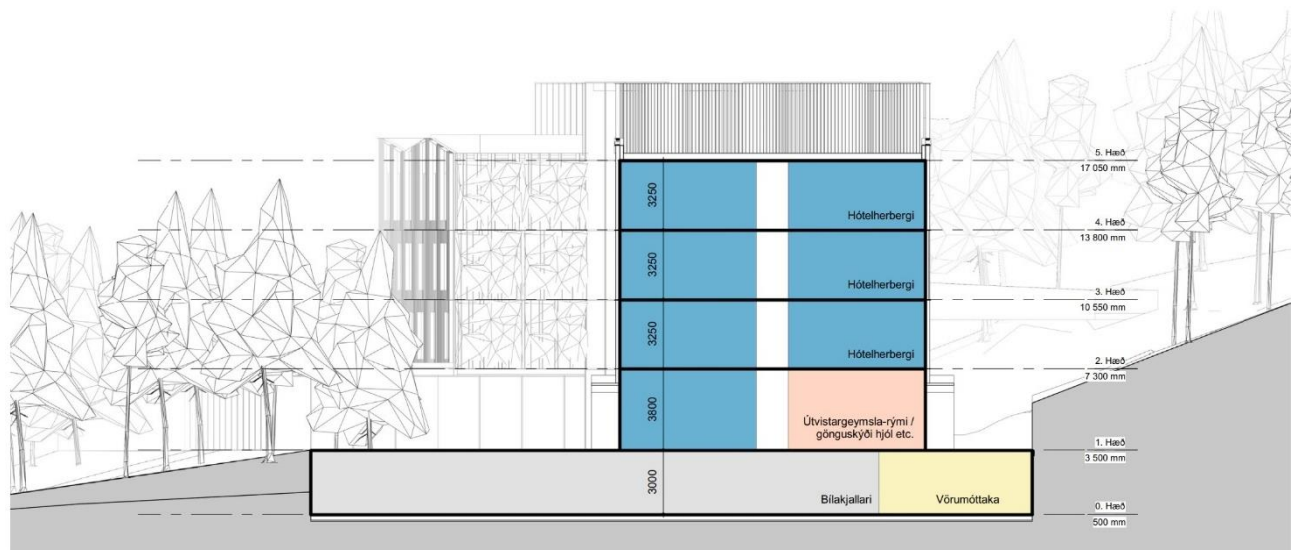 5. Hæð
17 050 mm
3250
Hótelherbergi
4. Hæð
13 800 mm
3250
Hótelherbergi
3. Hæð
10 550 mm
3250
Hótelherbergi
2. Hæð
7 300 mm
3800
Útvistargeymsla-rými /
gönguskýði hjól etc.
1. Hæð
3 500 mm
3000
Bílakjallari
Vörumóttaka
0. Hæð
500 mm